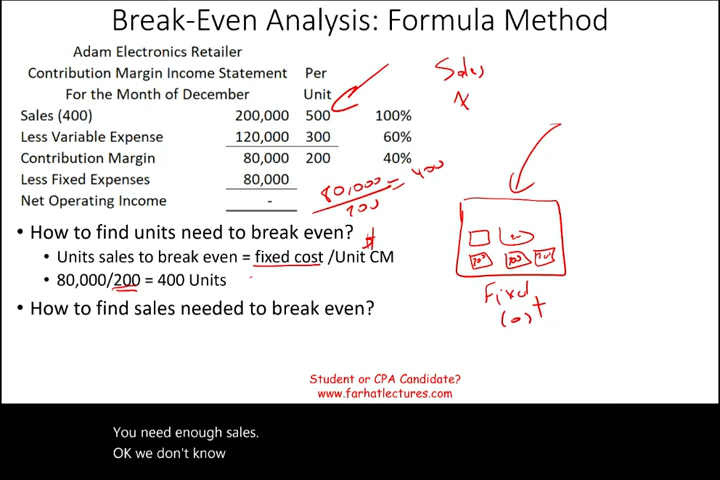 Break-Even Analysis: Formula Method
Adam Electronics Retailer
Contribution Margin Income Statement Per
For the Month of December Unit
Sales (400) 200,000 500 100%
Less Variable Expense 120,000 300 60%
Contribution Margin 80,000 200 40%
Less Fixed Expenses 80,000
Net Operating Income -
Sales
x
80,000 = 400
200
• How to find units need to break even?
#
• Units sales to break even = fixed cost /Unit CM
• 80,000/200 = 400 Units
• How to find sales needed to break even?
Fixed
Student or CPA Candidate?
www.farhatlectures.com
You need enough sales.
OK we don't know